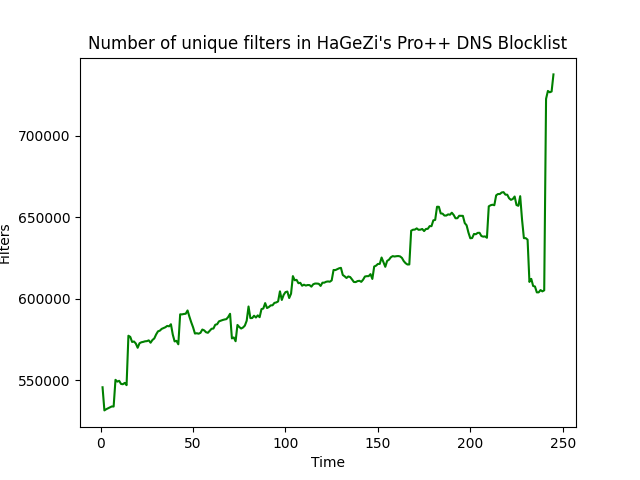 Number of unique filters in HaGeZi's Pro++ DNS Blocklist
700000
650000
600000
550000
Filters
0 50 100 150 200 250
Time